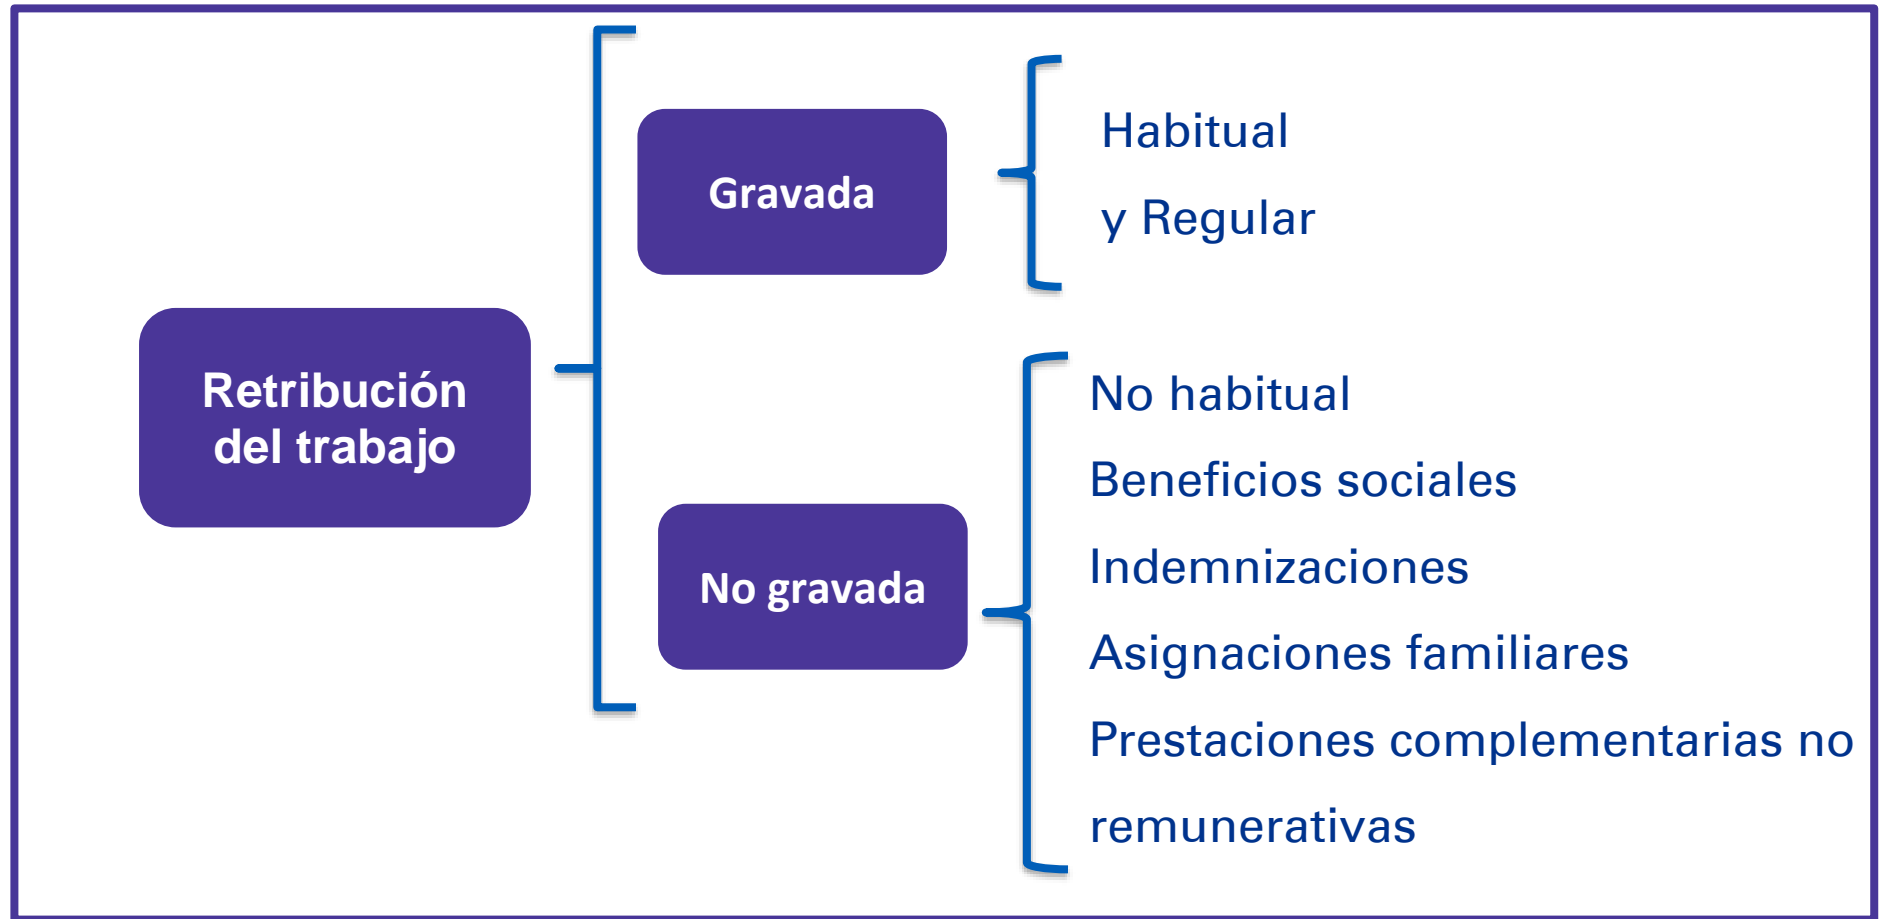 Retribución
del trabajo
Gravada
Habitual
y Regular
No gravada
No habitual
Beneficios sociales
Indemnizaciones
Asignaciones familiares
Prestaciones complementarias no
remunerativas